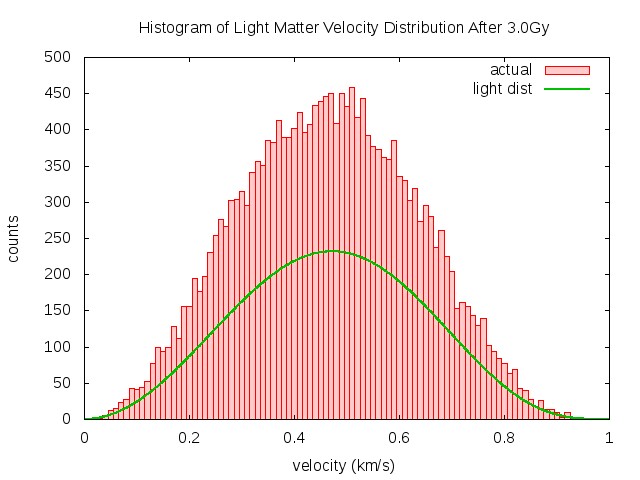 Histogram of Light Matter Velocity Distribution After 3.0Gy
actual
light dist
500
450
400
350
300
250
200
150
100
50
0
counts
0 0.2 0.4 0.6 0.8 1
velocity (km/s)